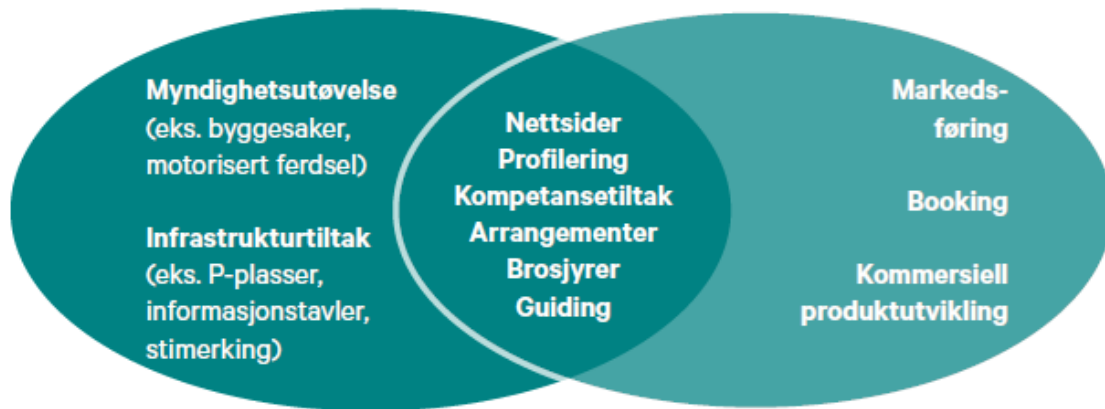 Myndighetsutøvelse
(eks. byggesaker,
motorisert ferdsel)
Infrastrukturtiltak
(eks. P-plasser,
informasjonstavler,
stimerking)
Nettsider
Profilering
Kompetansetiltak
Arrangementer
Brosjyrer
Guiding
Markeds-
føring
Booking
Kommersiell
produktutvikling